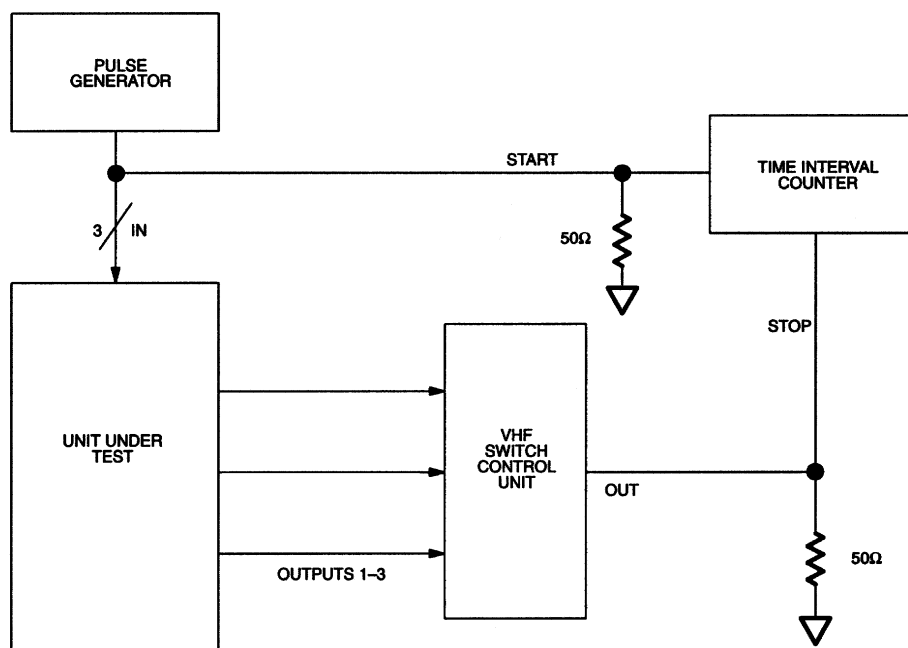 PULSE
GENERATOR
START
TIME INTERVAL
COUNTER
3 IN
50Ω
STOP
UNIT UNDER
TEST
VHF
SWITCH
CONTROL
UNIT
OUT
50Ω
OUTPUTS 1–3